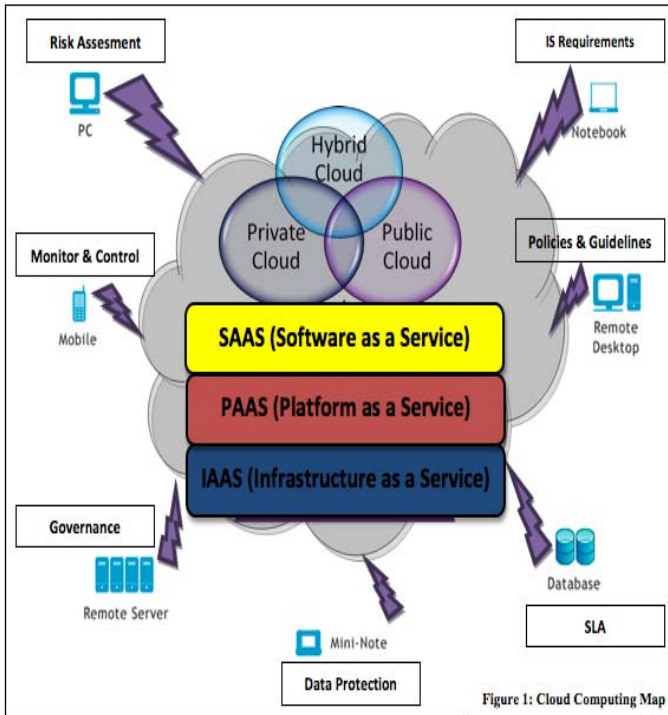 Risk Assesment
PC
IS Requirements
Notebook
Hybrid
Cloud
Private
Cloud
Public
Cloud
Monitor & Control
Mobile
Policies & Guidelines
Remote
Desktop
SAAS (Software as a Service)
PAAS (Platform as a Service)
IAAS (Infrastructure as a Service)
Governance
Remote Server
Database
SLA
Mini-Note
Data Protection
Figure 1: Cloud Computing Map